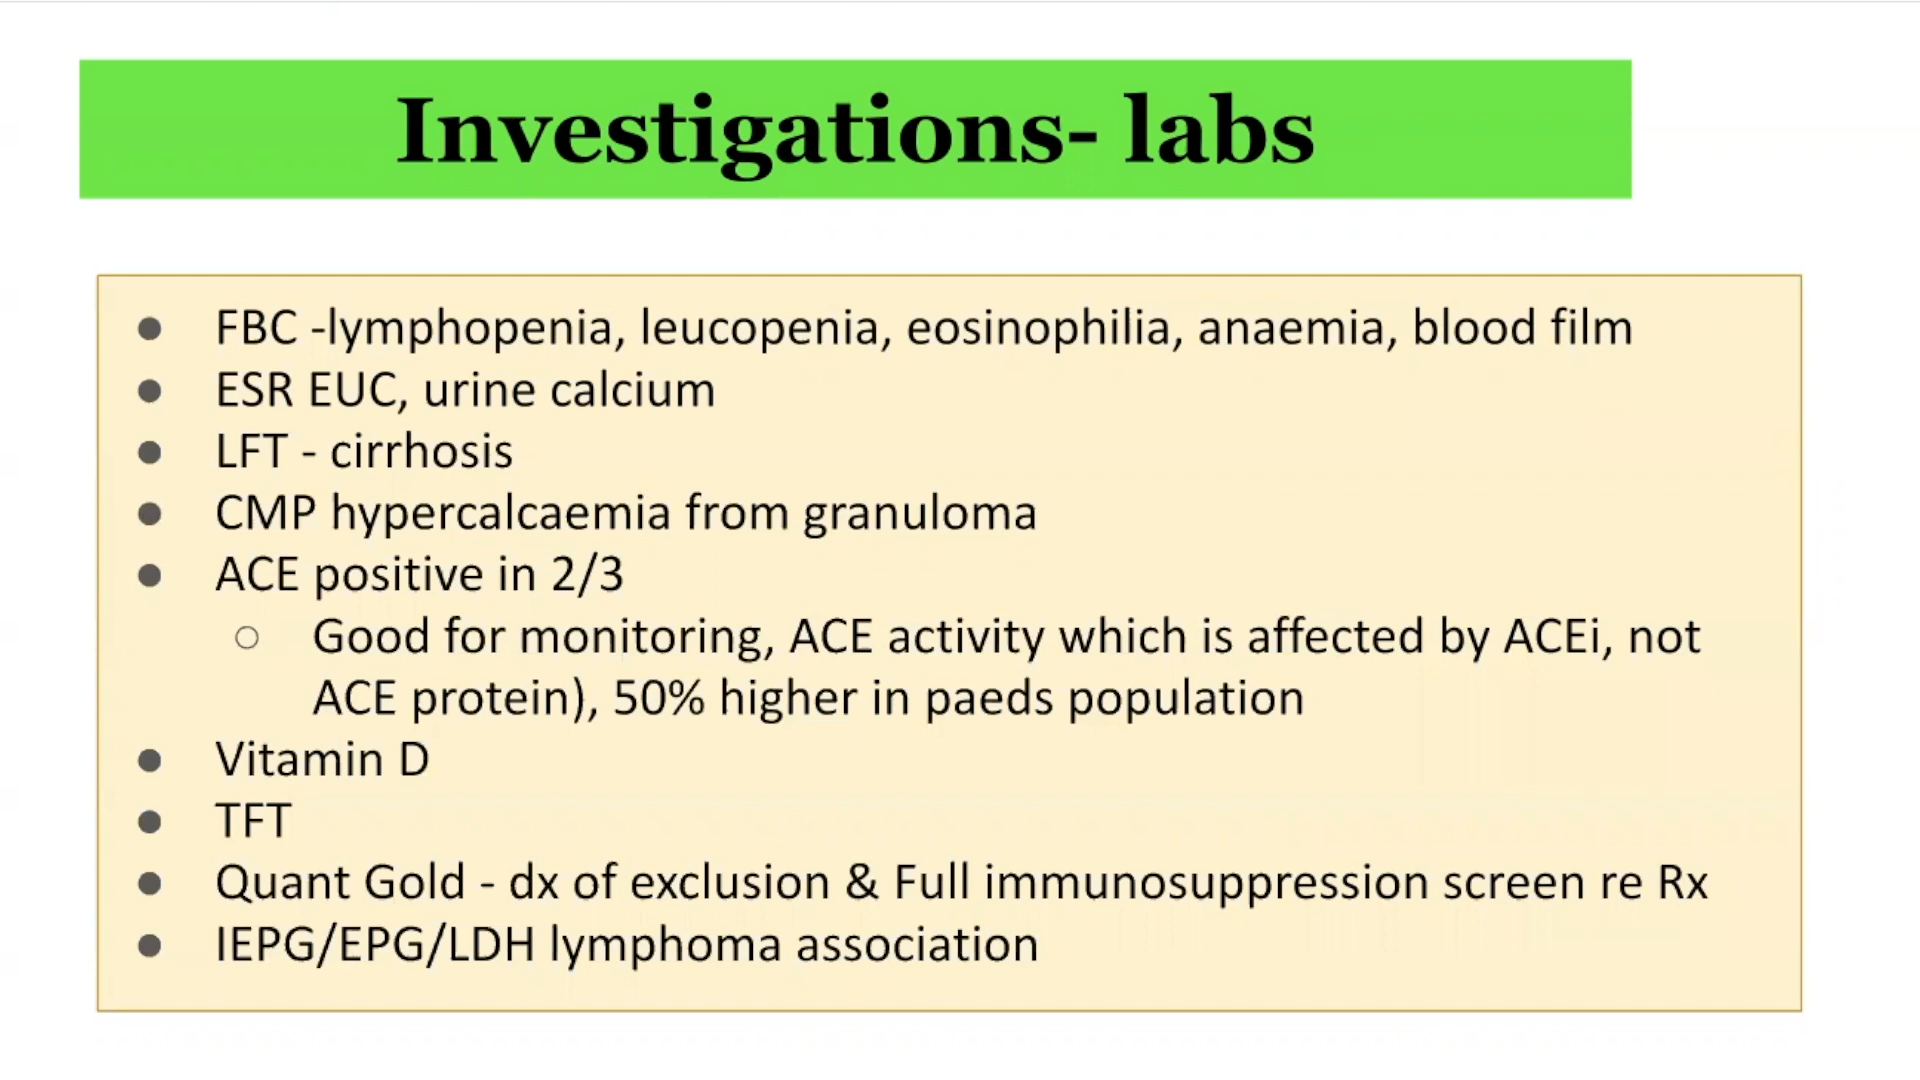 Investigations- labs
● FBC -lymphopenia, leucopenia, eosinophilia, anaemia, blood film
● ESR EUC, urine calcium
● LFT - cirrhosis
● CMP hypercalcaemia from granuloma
● ACE positive in 2/3
○ Good for monitoring, ACE activity which is affected by ACEi, not
ACE protein), 50% higher in paeds population
● Vitamin D
● TFT
● Quant Gold - dx of exclusion & Full immunosuppression screen re Rx
● IEPG/EPG/LDH lymphoma association